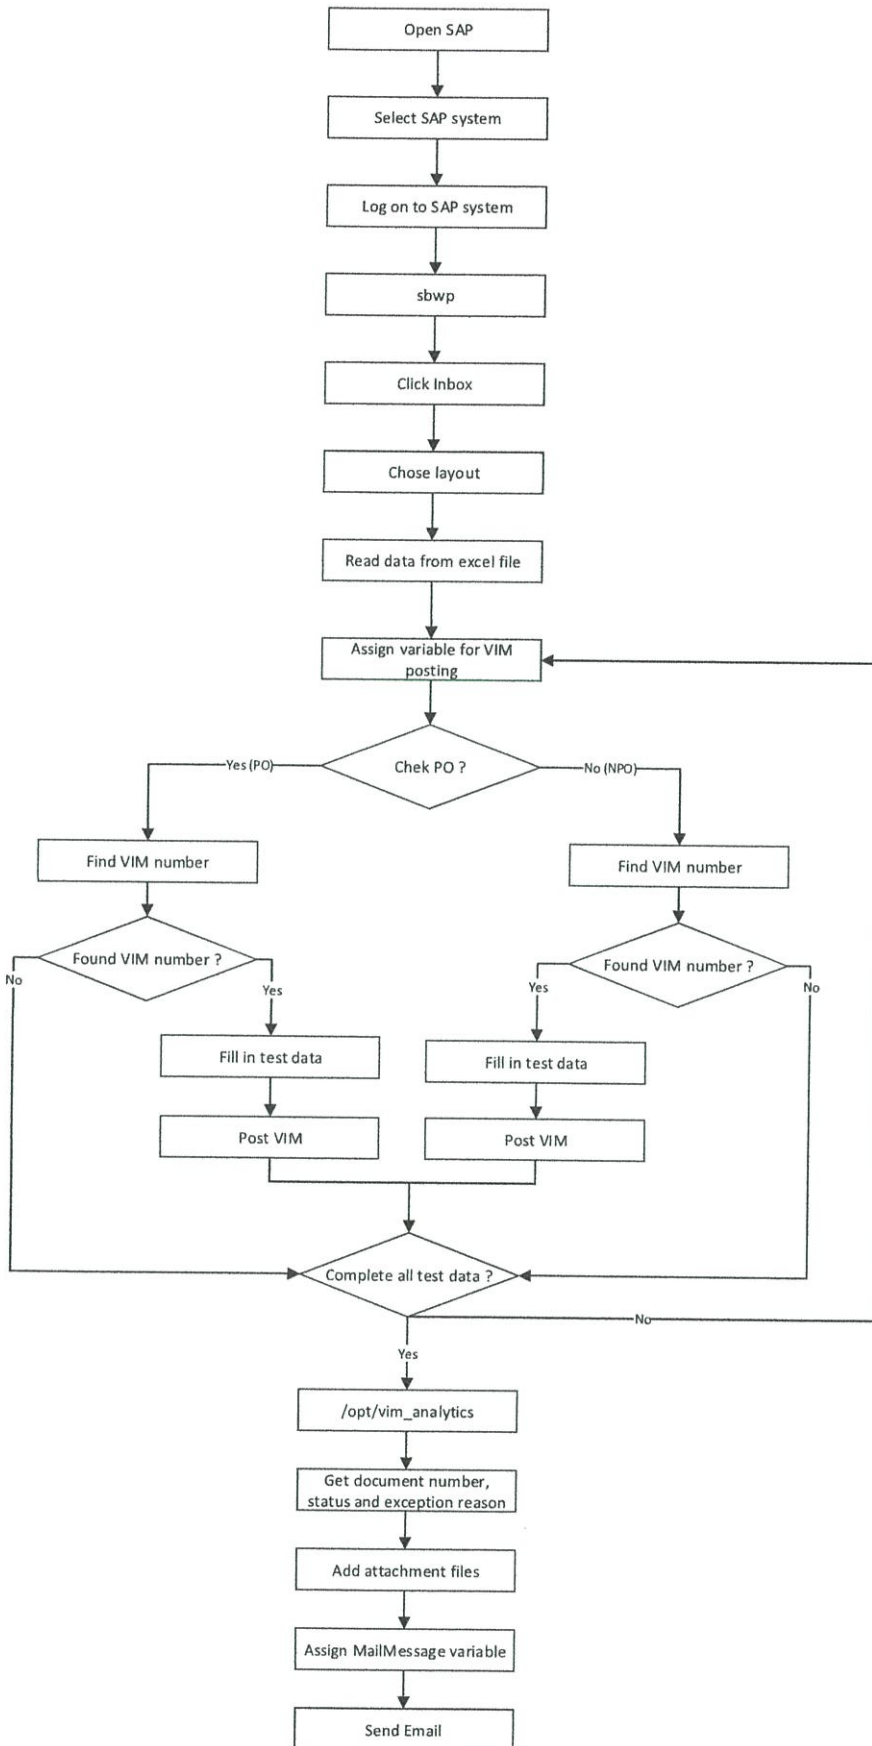 Open SAP
Select SAP system
Log on to SAP system
sbwp
Click Inbox
Chose layout
Read data from excel file
Assign variable for VIM
posting
Chek PO ?
Yes (PO)
No (NPO)
Find VIM number
Find VIM number
Found VIM number ?
Found VIM number ?
No
Yes
Yes
No
Fill in test data
Fill in test data
Post VIM
Post VIM
Complete all test data ?
No
Yes
/opt/vim_analytics
Get document number,
status and exception reason
Add attachment files
Assign MailMessage variable
Send Email